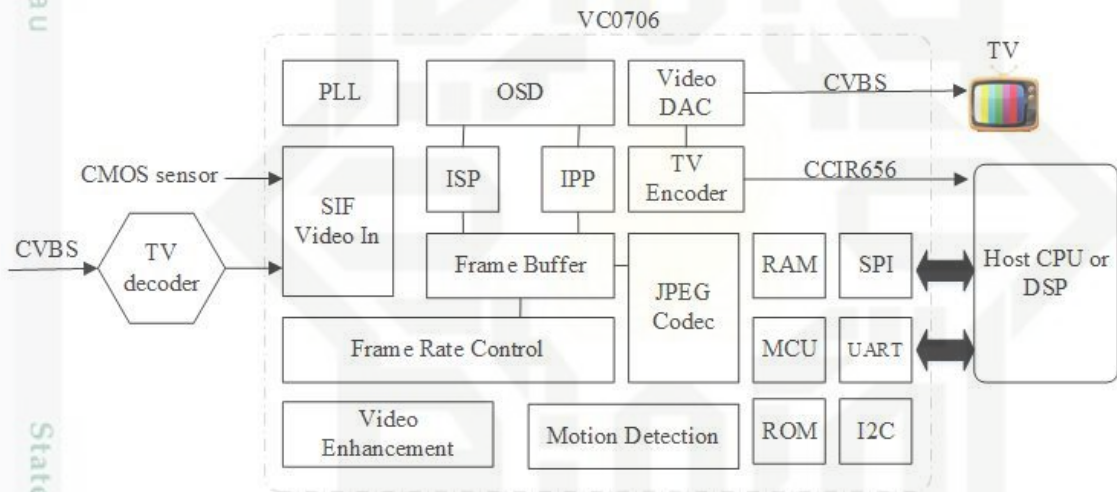 VC0706
TV
PLL
OSD
Video
DAC
CVBS
CMOS sensor
SIF
Video In
ISP
IPP
TV
Encoder
CCIR656
CVBS
TV
decoder
Frame Buffer
JPEG
Codec
RAM
SPI
Host CPU or
DSP
Frame Rate Control
MCU
UART
Video
Enhancement
Motion Detection
ROM
I2C
au
State